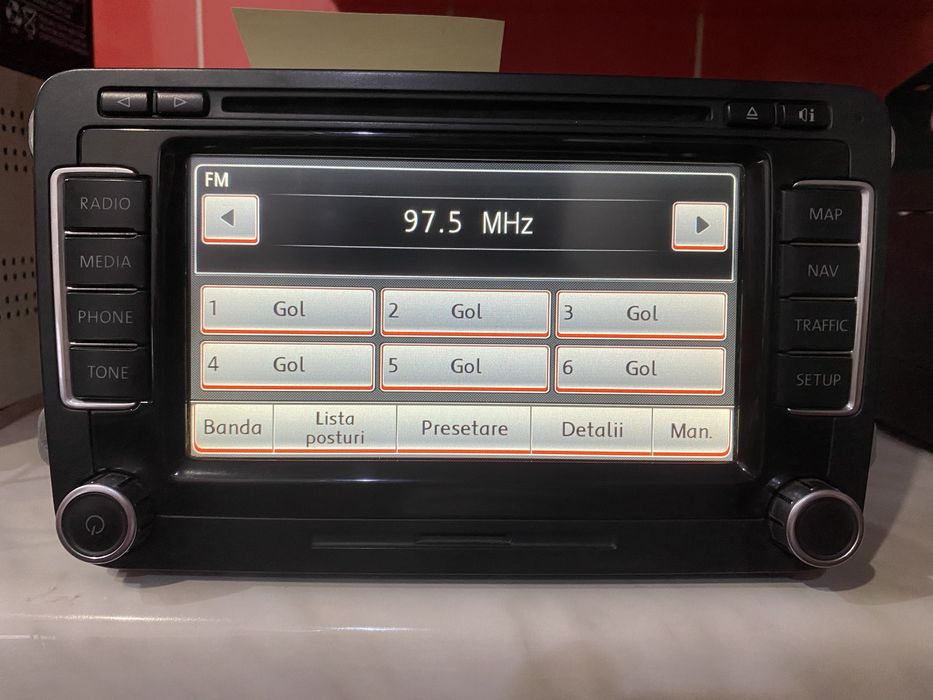 FM
97.5 MHz
1 Gol
2 Gol
3 Gol
4 Gol
5 Gol
6 Gol
Banda
Lista
posturi
Presetare
Detalii
Man.
RADIO
MEDIA
PHONE
TONE
MAP
NAV
TRAFFIC
SETUP